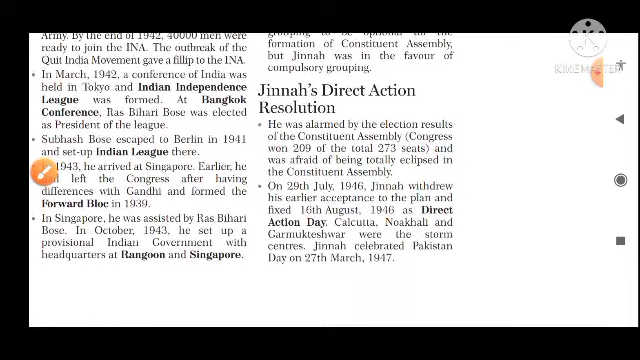 Army. By the end of 1942, 40000 men were
ready to join the INA. The outbreak of the
Quit India Movement gave a fillip to the INA.
In March, 1942, a conference of India was
held in Tokyo and Indian Independence
League was formed. At Bangkok
Conference, Ras Bihari Bose was elected
as President of the league.
Subhash Bose escaped to Berlin in 1941
and set-up Indian League there.
1943, he arrived at Singapore. Earlier, he
left the Congress after having
differences with Gandhi and formed the
Forward Bloc in 1939.
In Singapore, he was assisted by Ras Bihari
Bose. In October, 1943, he set up a
provisional Indian Government with
headquarters at Rangoon and Singapore.
grouping to be optional till the
formation of Constituent Assembly,
but Jinnah was in the favour of
compulsory grouping.
Jinnah's Direct Action
Resolution
He was alarmed by the election results
of the Constituent Assembly (Congress
won 209 of the total 273 seats) and
was afraid of being totally eclipsed in
the Constituent Assembly.
On 29th July, 1946, Jinnah withdrew
his earlier acceptance to the plan and
fixed 16th August, 1946 as Direct
Action Day. Calcutta, Noakhali and
Garmukteshwar were the storm
centres. Jinnah celebrated Pakistan
Day on 27th March, 1947.
Made with
KINEMASTER